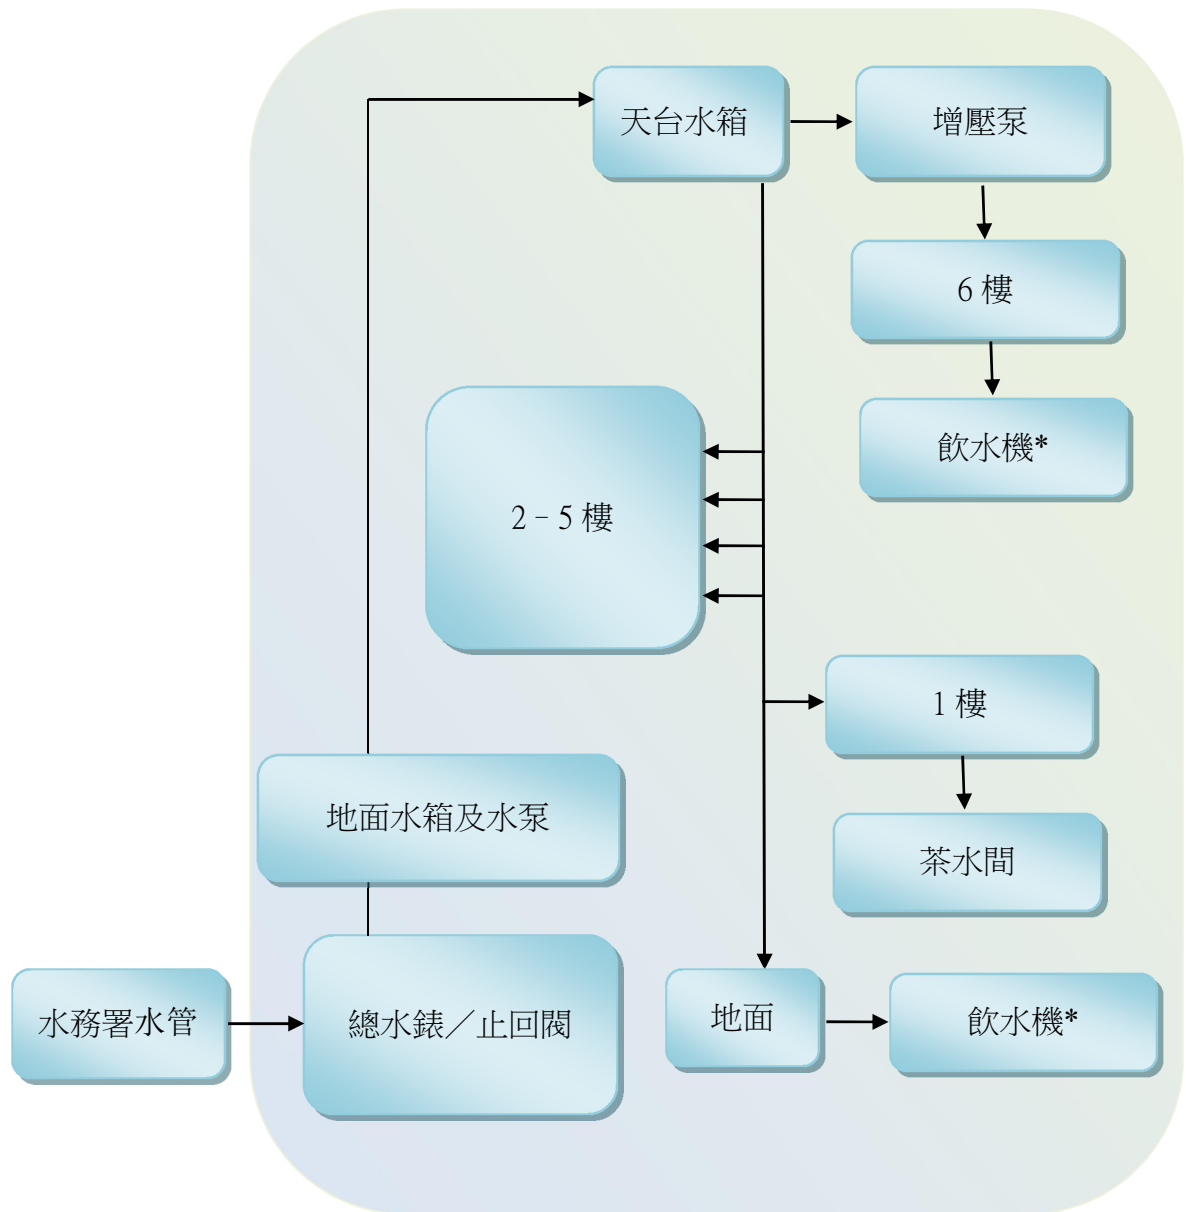 天台水箱
增壓泵
6 樓
飲水機*
2–5 樓
1 樓
地面水箱及水泵
茶水間
水務署水管
總水錶／止回閥
地面
飲水機*